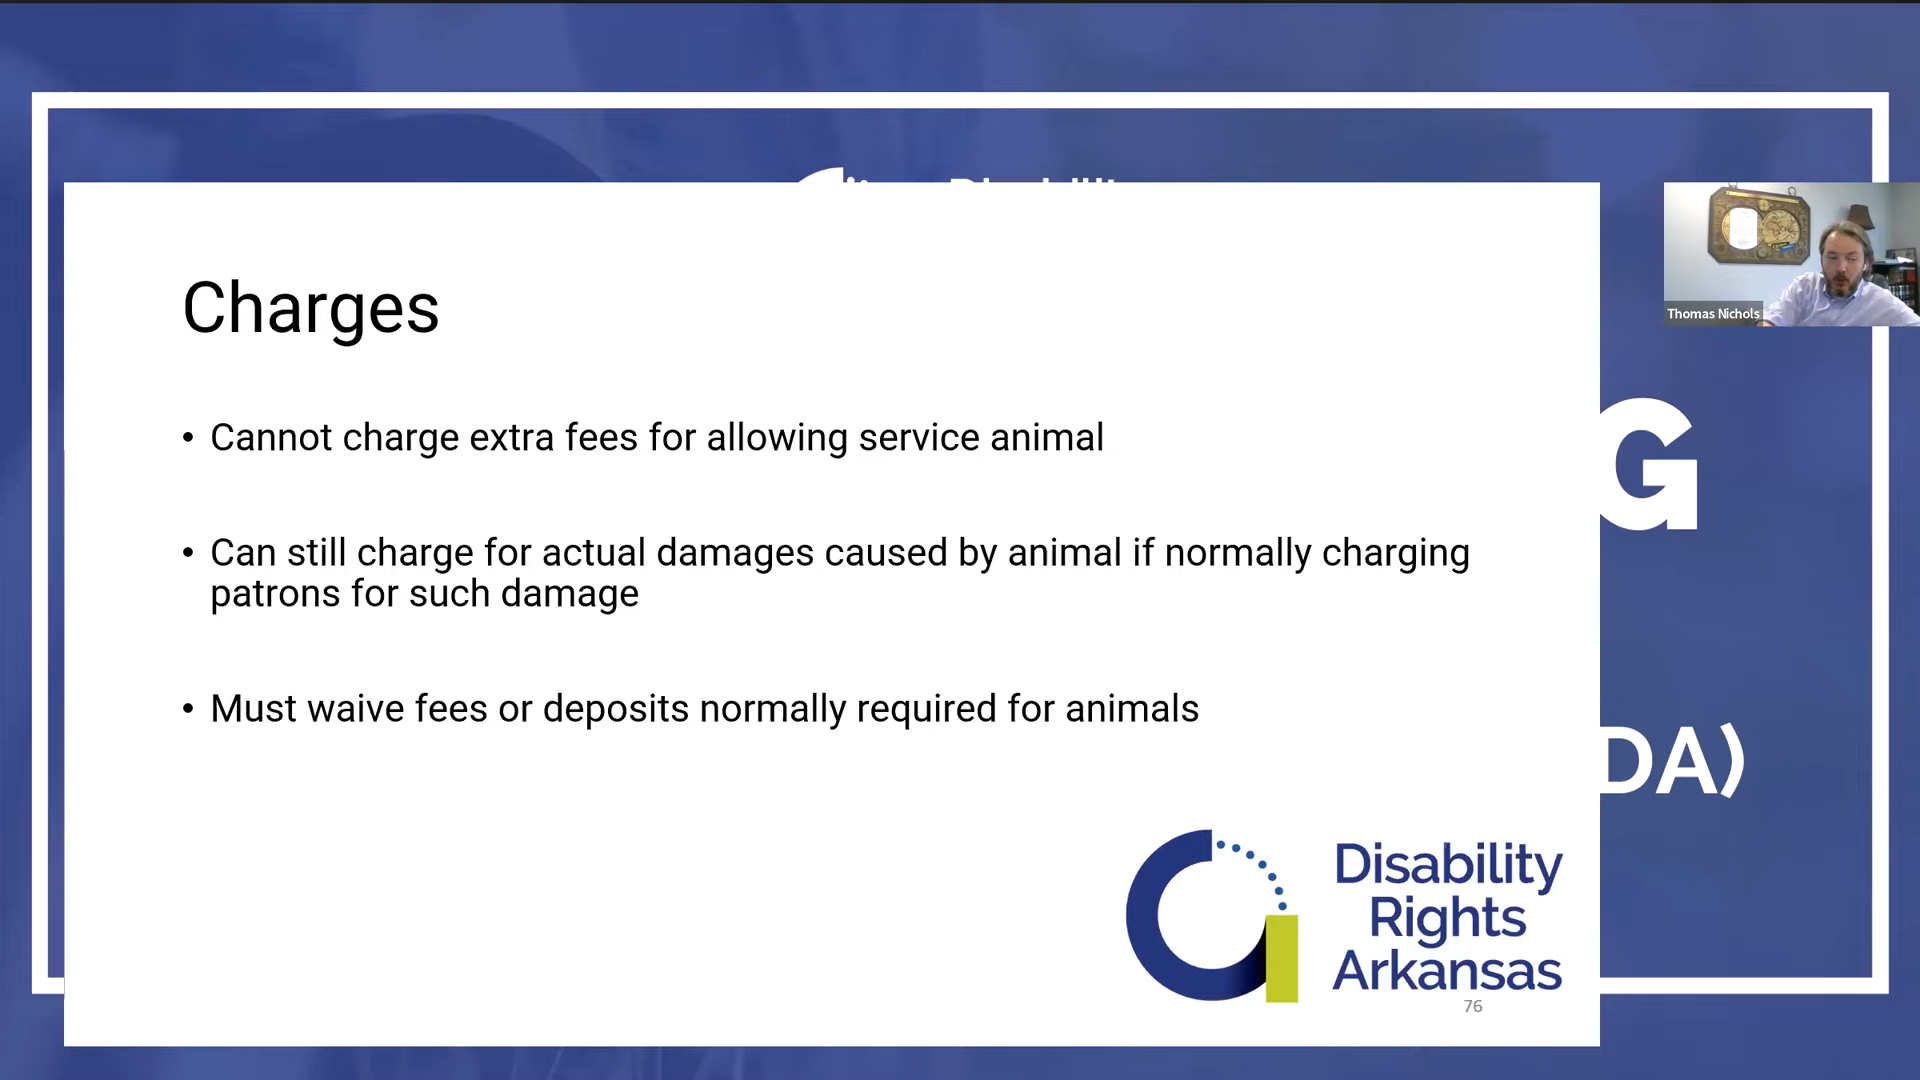 Charges
• Cannot charge extra fees for allowing service animal
• Can still charge for actual damages caused by animal if normally charging
patrons for such damage
• Must waive fees or deposits normally required for animals
Disability
Rights
Arkansas
76
Thomas Nichols
G
DA)